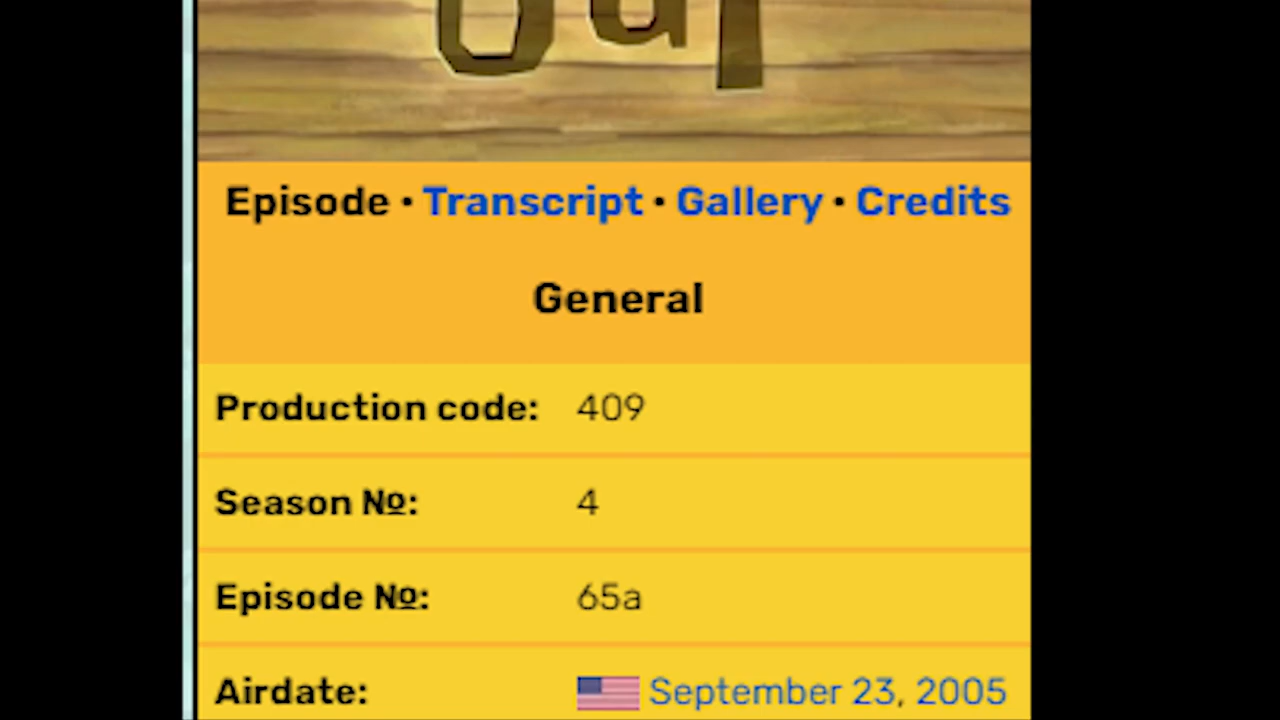 Episode • Transcript • Gallery • Credits
General
Production code: 409
Season №: 4
Episode №: 65a
Airdate: September 23, 2005